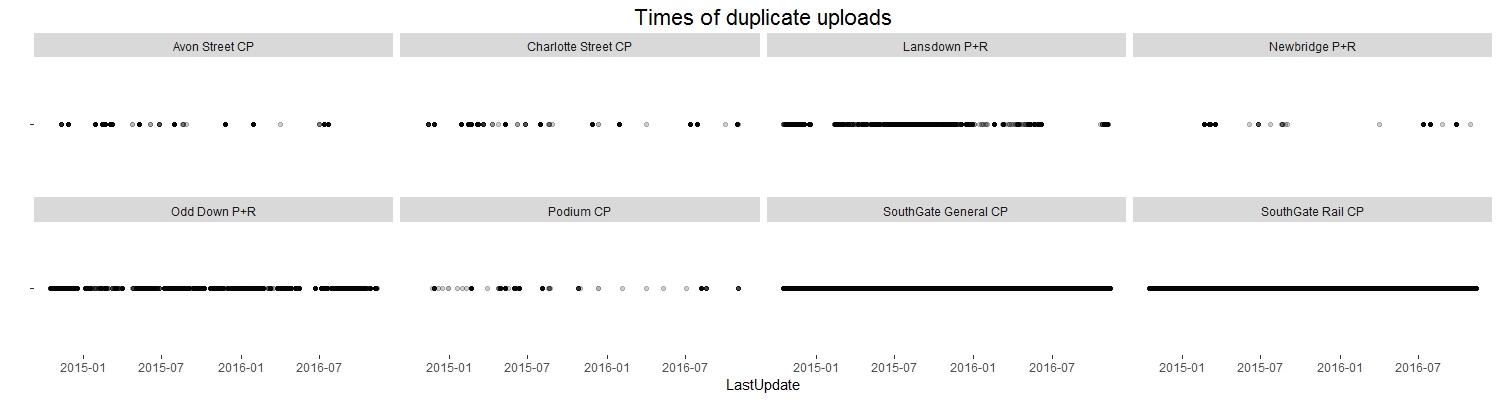 Times of duplicate uploads
Avon Street CP Charlotte Street CP Lansdown P+R Newbridge P+R
Odd Down P+R Podium CP SouthGate General CP SouthGate Rail CP
2015-01 2015-07 2016-01 2016-07 2015-01 2015-07 2016-01 2016-07 2015-01 2015-07 2016-01 2016-07 2015-01 2015-07 2016-01 2016-07
LastUpdate